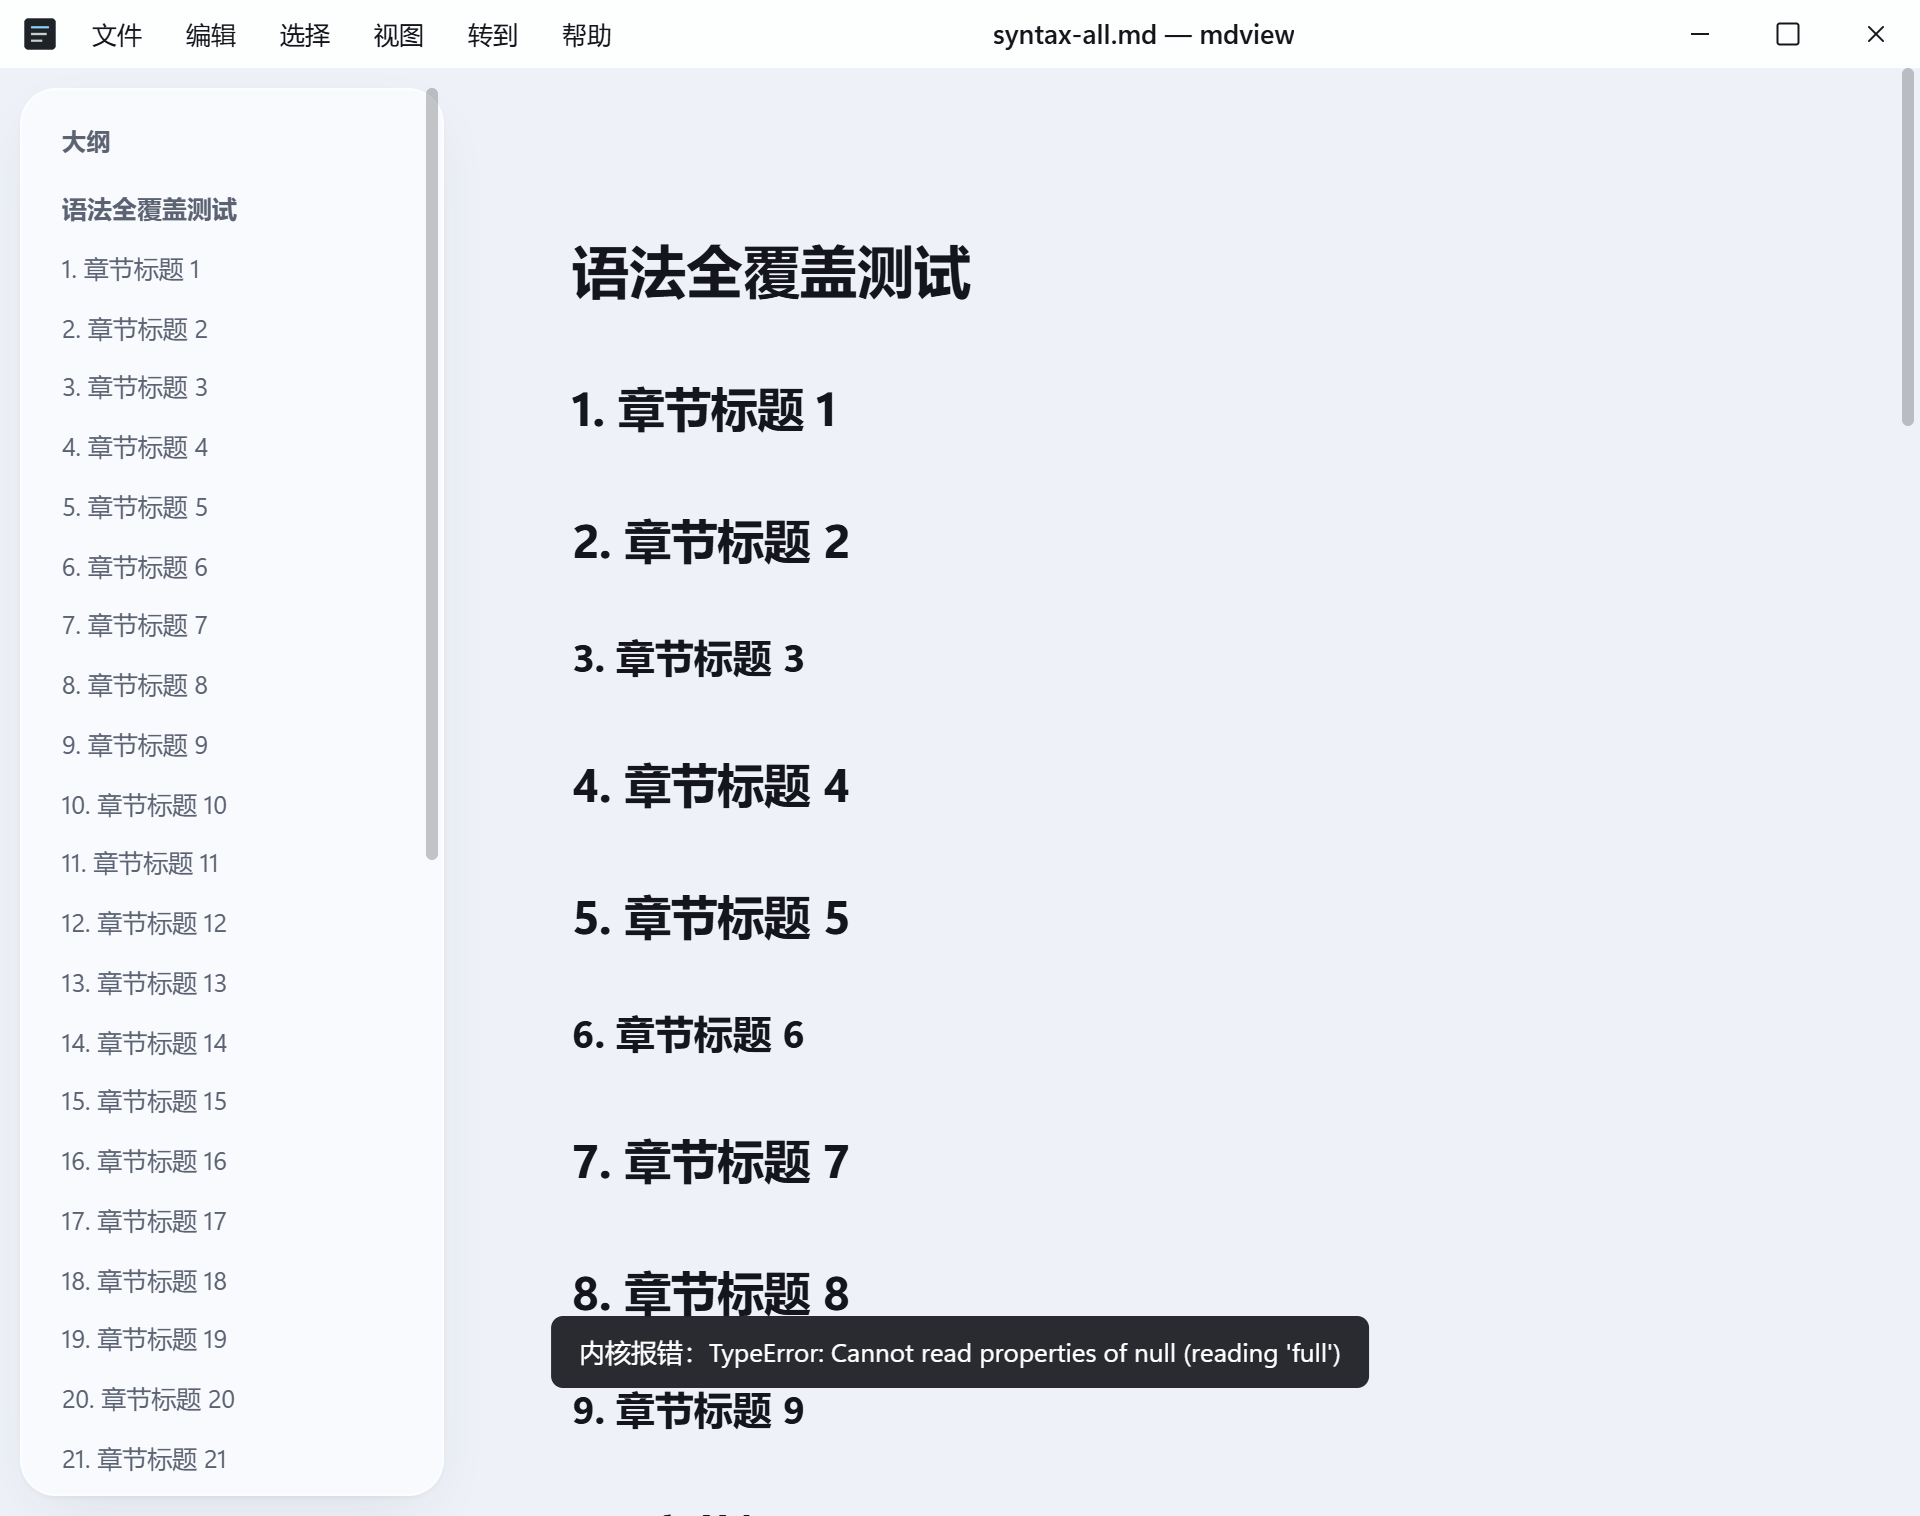 文件 编辑 选择 视图 转到 帮助 syntax-all.md — mdview
大纲
语法全覆盖测试
1. 章节标题 1
2. 章节标题 2
3. 章节标题 3
4. 章节标题 4
5. 章节标题 5
6. 章节标题 6
7. 章节标题 7
8. 章节标题 8
9. 章节标题 9
10. 章节标题 10
11. 章节标题 11
12. 章节标题 12
13. 章节标题 13
14. 章节标题 14
15. 章节标题 15
16. 章节标题 16
17. 章节标题 17
18. 章节标题 18
19. 章节标题 19
20. 章节标题 20
21. 章节标题 21
语法全覆盖测试
1. 章节标题 1
2. 章节标题 2
3. 章节标题 3
4. 章节标题 4
5. 章节标题 5
6. 章节标题 6
7. 章节标题 7
8. 章节标题 8
内核报错：TypeError: Cannot read properties of null (reading 'full')
9. 章节标题 9